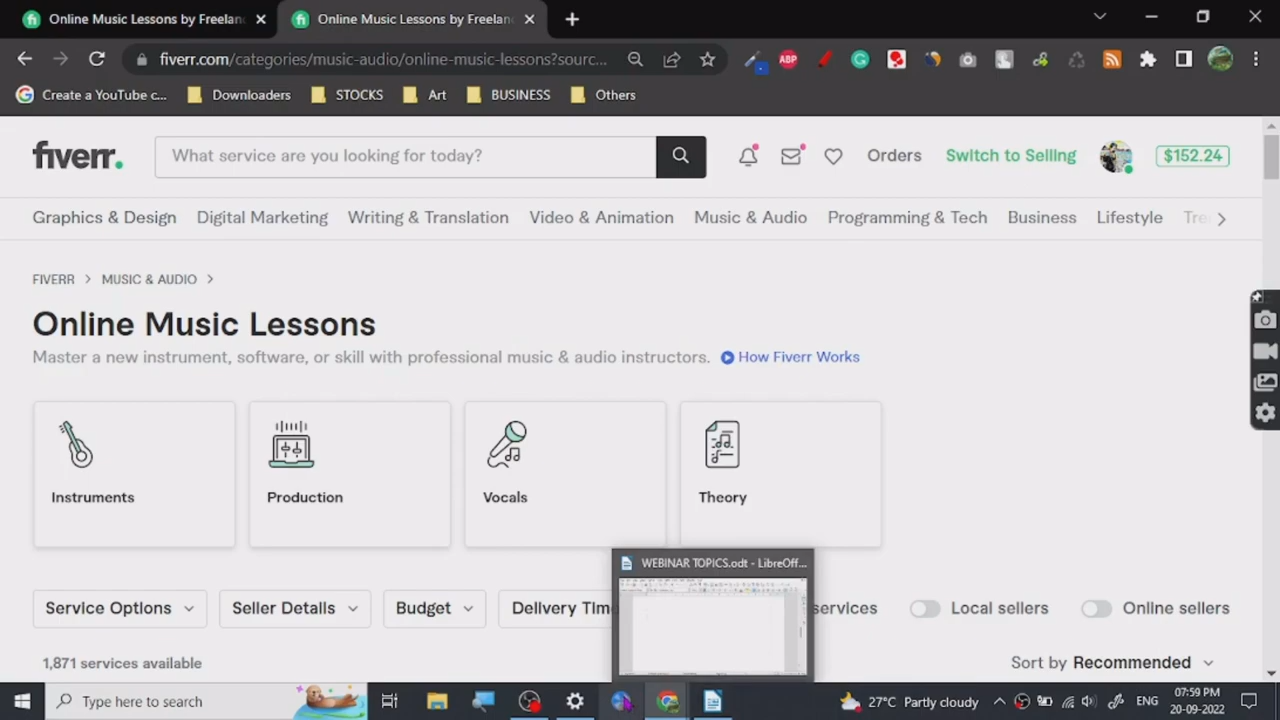 Online Music Lessons by Freelan
Online Music Lessons by Freelan
fiverr.com/categories/music-audio/online-music-lessons?sourc...
ABP
Create a YouTube c...
Downloaders
STOCKS
Art
BUSINESS
Others
fiverr.
What service are you looking for today?
Orders
Switch to Selling
$152.24
Graphics & Design
Digital Marketing
Writing & Translation
Video & Animation
Music & Audio
Programming & Tech
Business
Lifestyle
Tre
FIVERR > MUSIC & AUDIO >
Online Music Lessons
Master a new instrument, software, or skill with professional music & audio instructors. How Fiverr Works
Instruments
Production
Vocals
Theory
WEBINAR TOPICS.odt - LibreOff...
Service Options
Seller Details
Budget
Delivery Time
services
Local sellers
Online sellers
1,871 services available
Sort by Recommended
Type here to search
27°C Partly cloudy
ENG
07:59 PM
20-09-2022